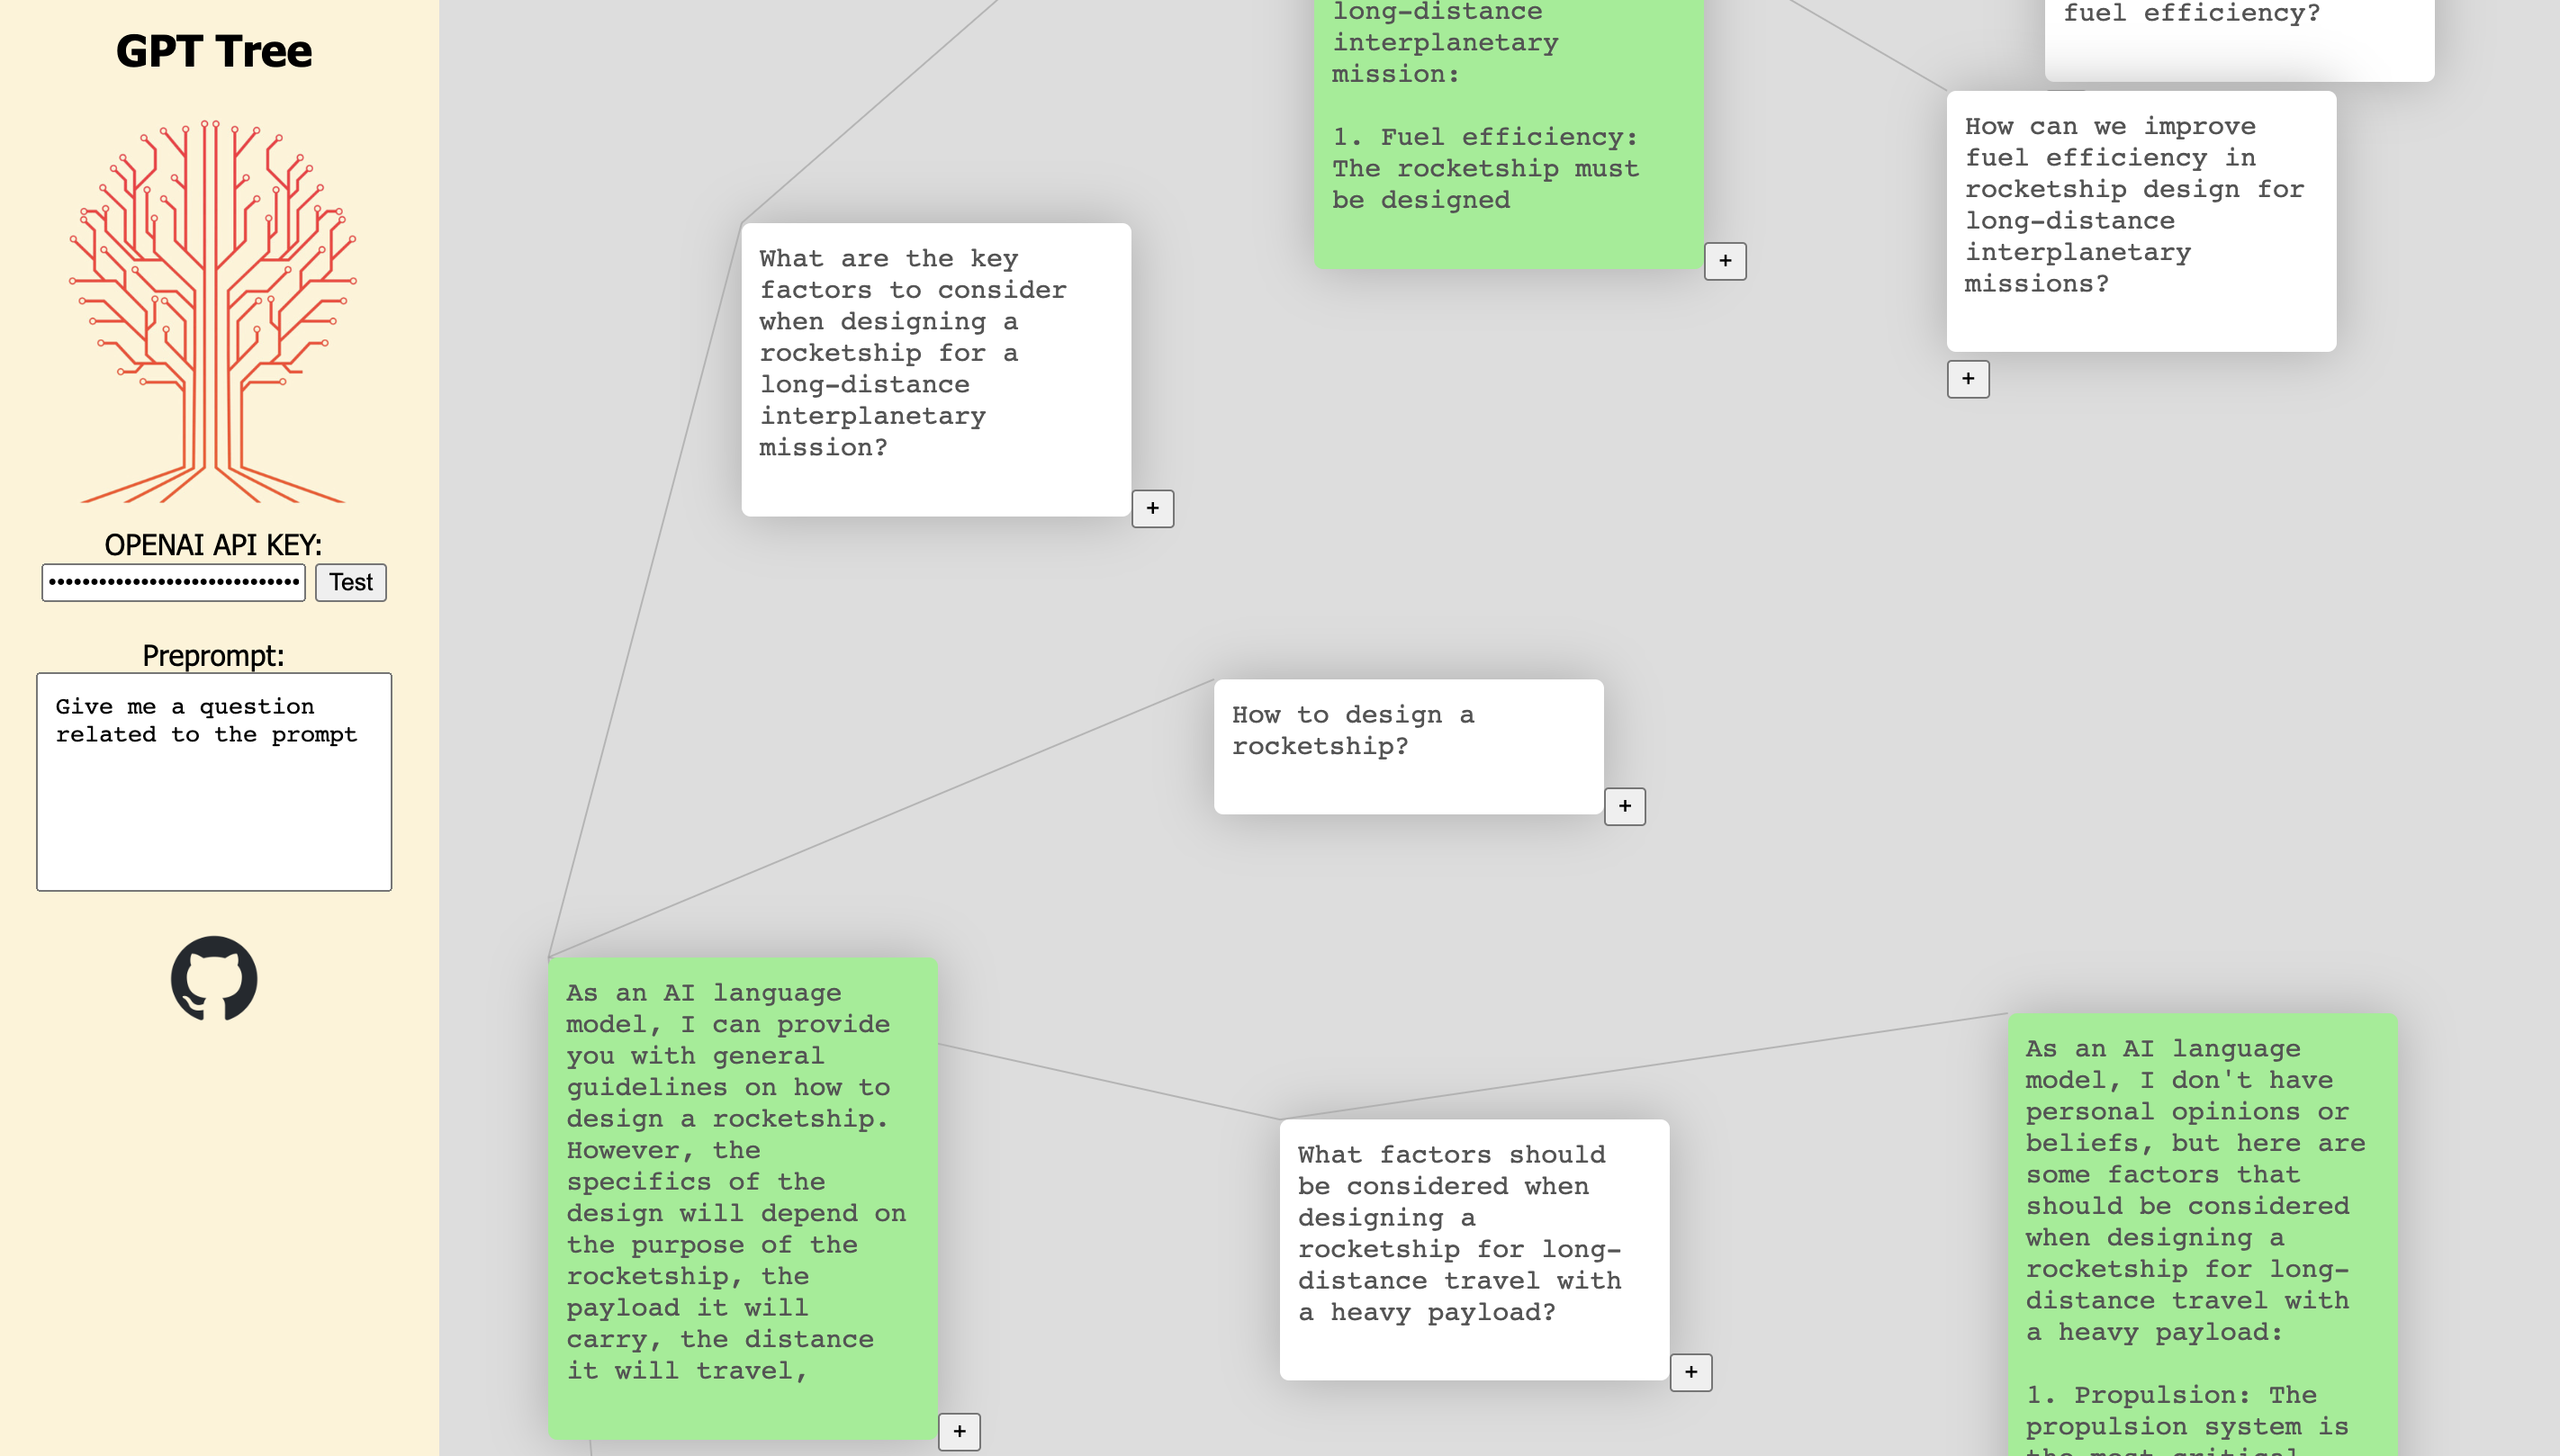 GPT Tree
OPENAI API KEY:
••••••••••••••••••••••••••••••
Test
Preprompt:
Give me a question
related to the prompt
long-distance
interplanetary
mission:
1. Fuel efficiency:
The rocketship must
be designed
+
fuel efficiency?
How can we improve
fuel efficiency in
rocketship design for
long-distance
interplanetary
missions?
+
What are the key
factors to consider
when designing a
rocketship for a
long-distance
interplanetary
mission?
+
How to design a
rocketship?
+
As an AI language
model, I can provide
you with general
guidelines on how to
design a rocketship.
However, the
specifics of the
design will depend on
the purpose of the
rocketship, the
payload it will
carry, the distance
it will travel,
+
What factors should
be considered when
designing a
rocketship for long-
distance travel with
a heavy payload?
+
As an AI language
model, I don't have
personal opinions or
beliefs, but here are
some factors that
should be considered
when designing a
rocketship for long-
distance travel with
a heavy payload:
1. Propulsion: The
propulsion system is
the most critical